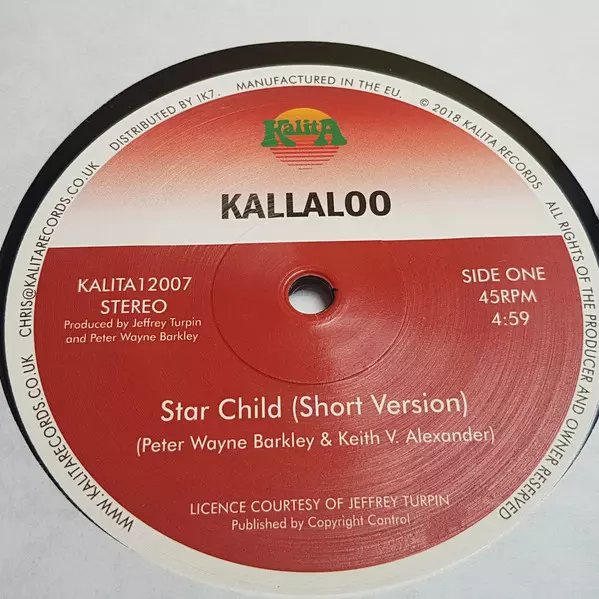 KalitA
KALLALOO
KALITA12007
STEREO
Produced by Jeffrey Turpin
and Peter Wayne Barkley
SIDE ONE
45RPM
4:59
Star Child (Short Version)
(Peter Wayne Barkley & Keith V. Alexander)
LICENCE COURTESY OF JEFFREY TURPIN
Published by Copyright Control
WWW.KALITARECORDS.CO.UK CHRIS@KALITARECORDS.CO.UK DISTRIBUTED BY !K7. MANUFACTURED IN THE EU. © 2018 KALITA RECORDS ALL RIGHTS OF THE PRODUCER AND OWNER RESERVED